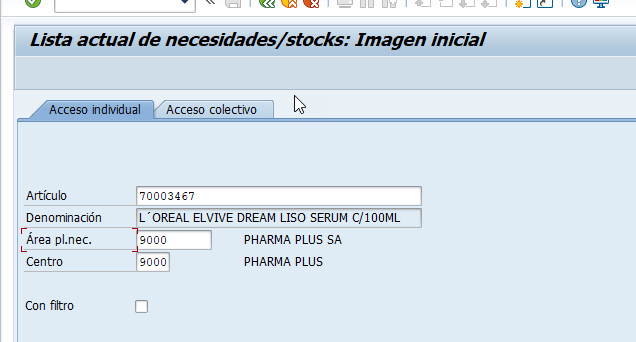 Lista actual de necesidades/stocks: Imagen inicial
Acceso individual Acceso colectivo
Artículo 70003467
Denominación L´OREAL ELVIVE DREAM LISO SERUM C/100ML
Área pl.nec. 9000 PHARMA PLUS SA
Centro 9000 PHARMA PLUS
Con filtro